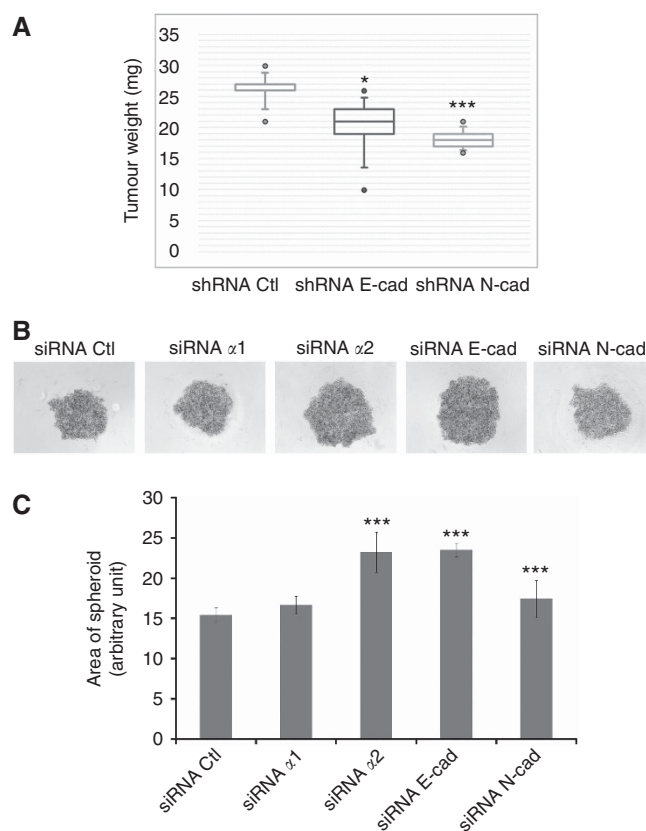 A
35
30
25
20
15
10
5
0
Tumour weight (mg)
*
***
shRNA Ctl shRNA E-cad shRNA N-cad
B
siRNA Ctl siRNA α1 siRNA α2 siRNA E-cad siRNA N-cad
C
30
25
20
15
10
5
0
Area of spheroid
(arbitrary unit)
***
***
***
siRNA Ctl
siRNA α1
siRNA α2
siRNA E-cad
siRNA N-cad